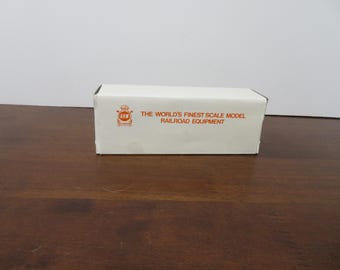 THE WORLD'S FINEST SCALE MODEL
RAILROAD EQUIPMENT